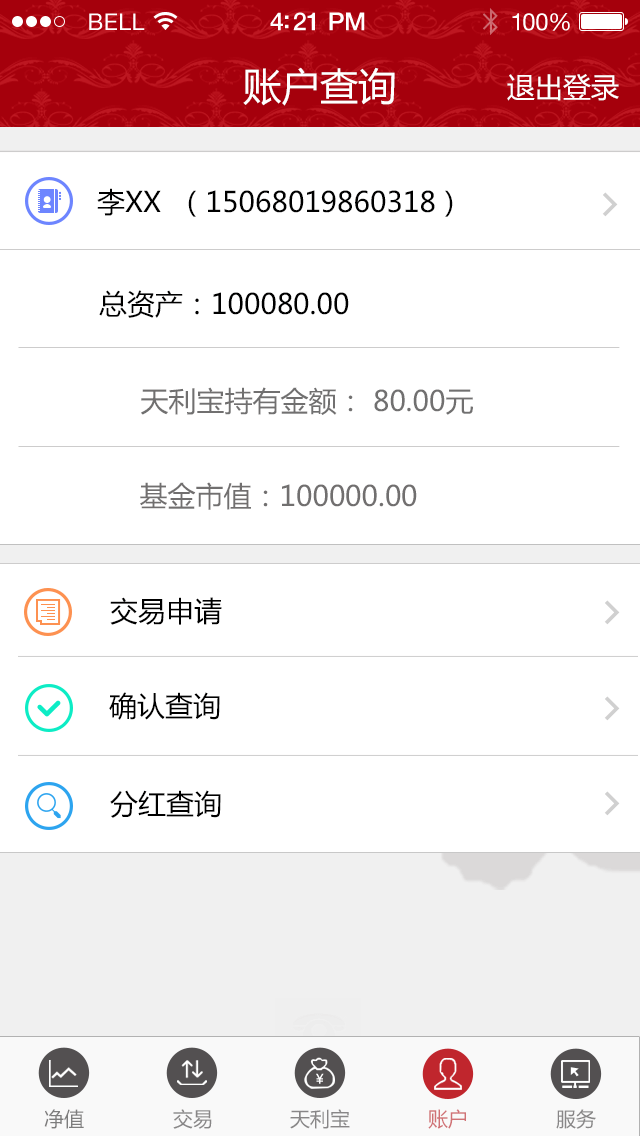 BELL 4:21 PM 100%
账户查询 退出登录
李XX （15068019860318）
总资产：100080.00
天利宝持有金额： 80.00元
基金市值：100000.00
交易申请
确认查询
分红查询
净值 交易 天利宝 账户 服务